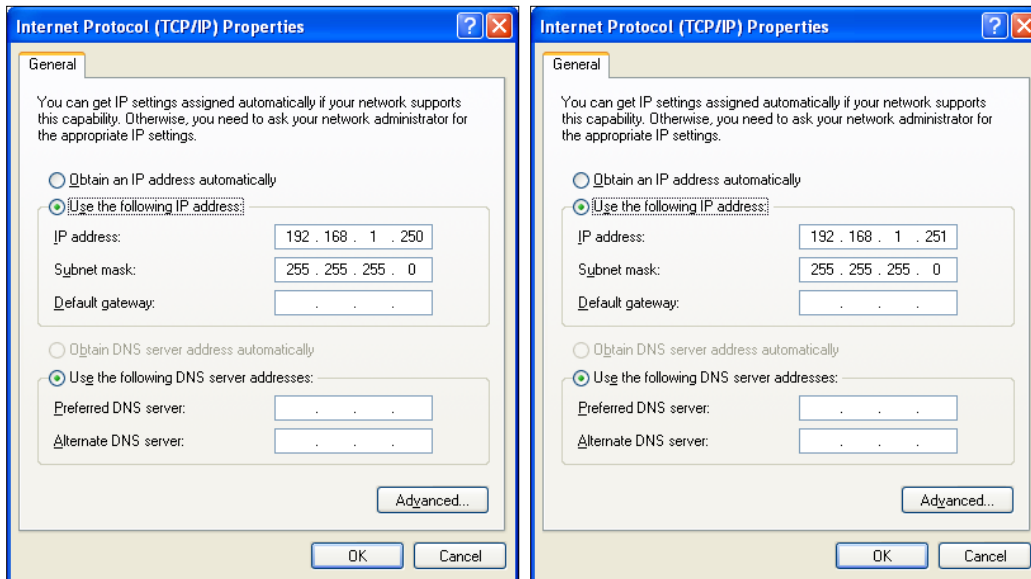 Internet Protocol (TCP/IP) Properties
General
You can get IP settings assigned automatically if your network supports
this capability. Otherwise, you need to ask your network administrator for
the appropriate IP settings.
Obtain an IP address automatically
Use the following IP address:
IP address: 192 . 168 . 1 . 250
Subnet mask: 255 . 255 . 255 . 0
Default gateway: . . .
Obtain DNS server address automatically
Use the following DNS server addresses:
Preferred DNS server: . . .
Alternate DNS server: . . .
Advanced...
OK Cancel
Internet Protocol (TCP/IP) Properties
General
You can get IP settings assigned automatically if your network supports
this capability. Otherwise, you need to ask your network administrator for
the appropriate IP settings.
Obtain an IP address automatically
Use the following IP address:
IP address: 192 . 168 . 1 . 251
Subnet mask: 255 . 255 . 255 . 0
Default gateway: . . .
Obtain DNS server address automatically
Use the following DNS server addresses:
Preferred DNS server: . . .
Alternate DNS server: . . .
Advanced...
OK Cancel